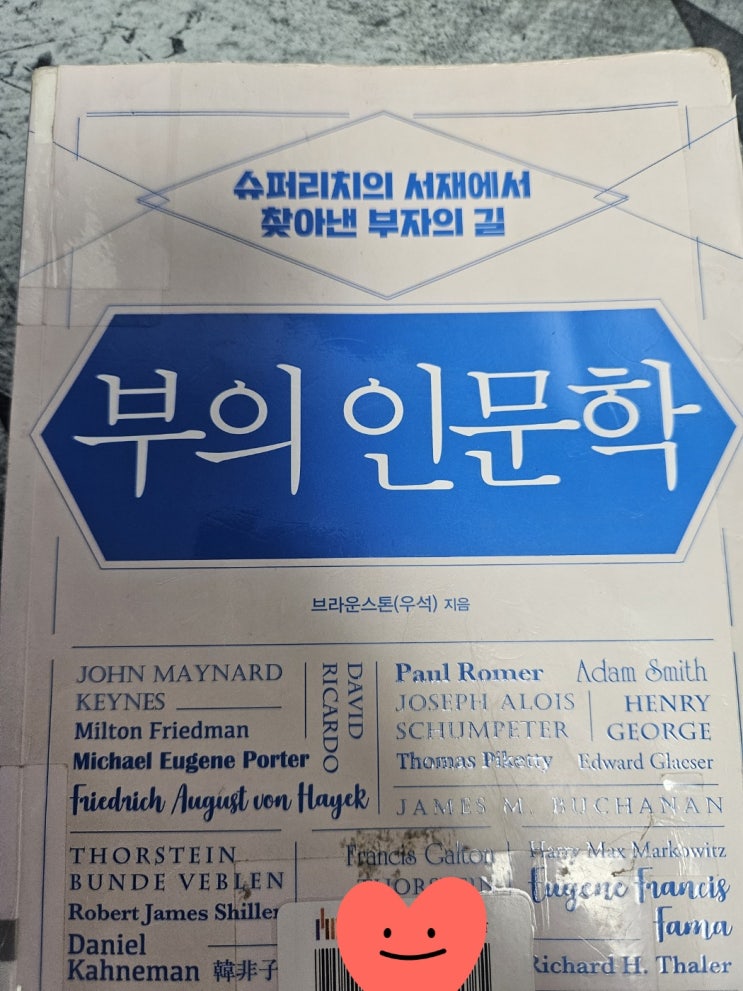 슈퍼리치의 서재에서
찾아낸 부자의 길
부의 인문학
브라운스톤(우석) 지음
JOHN MAYNARD
KEYNES
Milton Friedman
Michael Eugene Porter
DAVID
RICARDO
Friedrich August von Hayek
Paul Romer
Adam Smith
JOSEPH ALOIS
SCHUMPETER
HENRY
GEORGE
Thomas Piketty
Edward Glaeser
JAMES M. BUCHANAN
THORSTEIN
BUNDE VEBLEN
Robert James Shiller
Daniel
Kahneman 韓非子
Francis Galton
Harry Max Markowitz
Eugene Francis
Fama
Richard H. Thaler